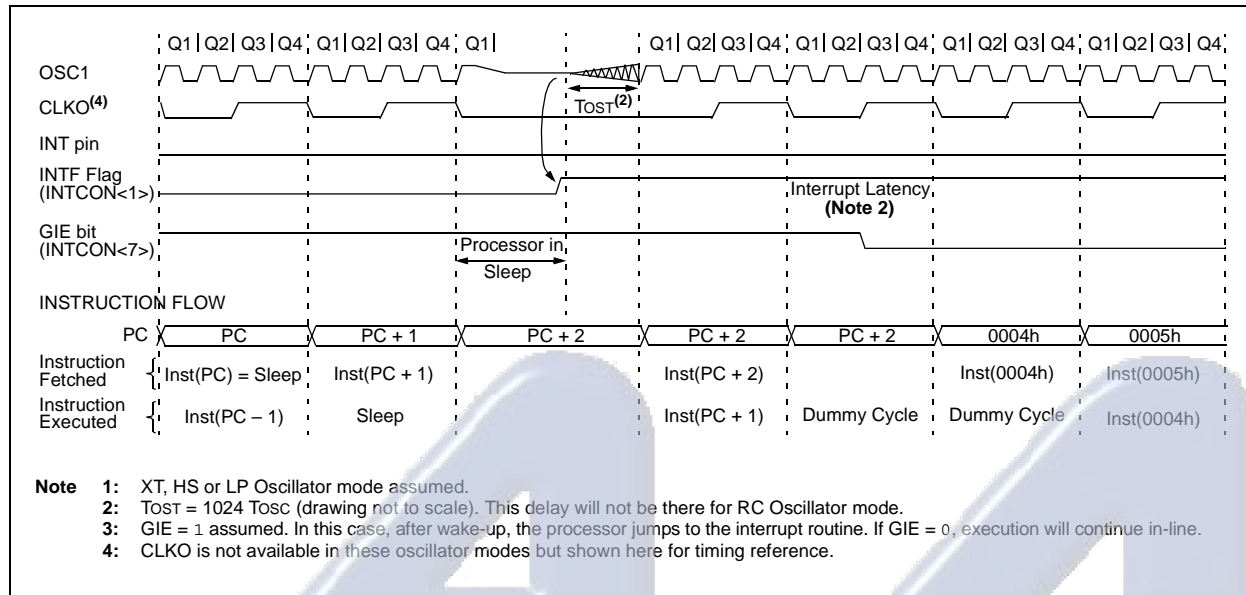 Q1 Q2 Q3 Q4 Q1 Q2 Q3 Q4 Q1 Q1 Q2 Q3 Q4 Q1 Q2 Q3 Q4 Q1 Q2 Q3 Q4 Q1 Q2 Q3 Q4
OSC1
CLKO(4) TOST(2)
INT pin
INTF Flag
(INTCON<1>) Interrupt Latency
(Note 2)
GIE bit
(INTCON<7>) Processor in
Sleep
INSTRUCTION FLOW
PC PC PC + 1 PC + 2 PC + 2 PC + 2 0004h 0005h
Instruction
Fetched Inst(PC) = Sleep Inst(PC + 1) Inst(PC + 2) Inst(0004h) Inst(0005h)
Instruction
Executed Inst(PC – 1) Sleep Inst(PC + 1) Dummy Cycle Dummy Cycle Inst(0004h)
Note 1: XT, HS or LP Oscillator mode assumed.
2: TOST = 1024 TOSC (drawing not to scale). This delay will not be there for RC Oscillator mode.
3: GIE = 1 assumed. In this case, after wake-up, the processor jumps to the interrupt routine. If GIE = 0, execution will continue in-line.
4: CLKO is not available in these oscillator modes but shown here for timing reference.